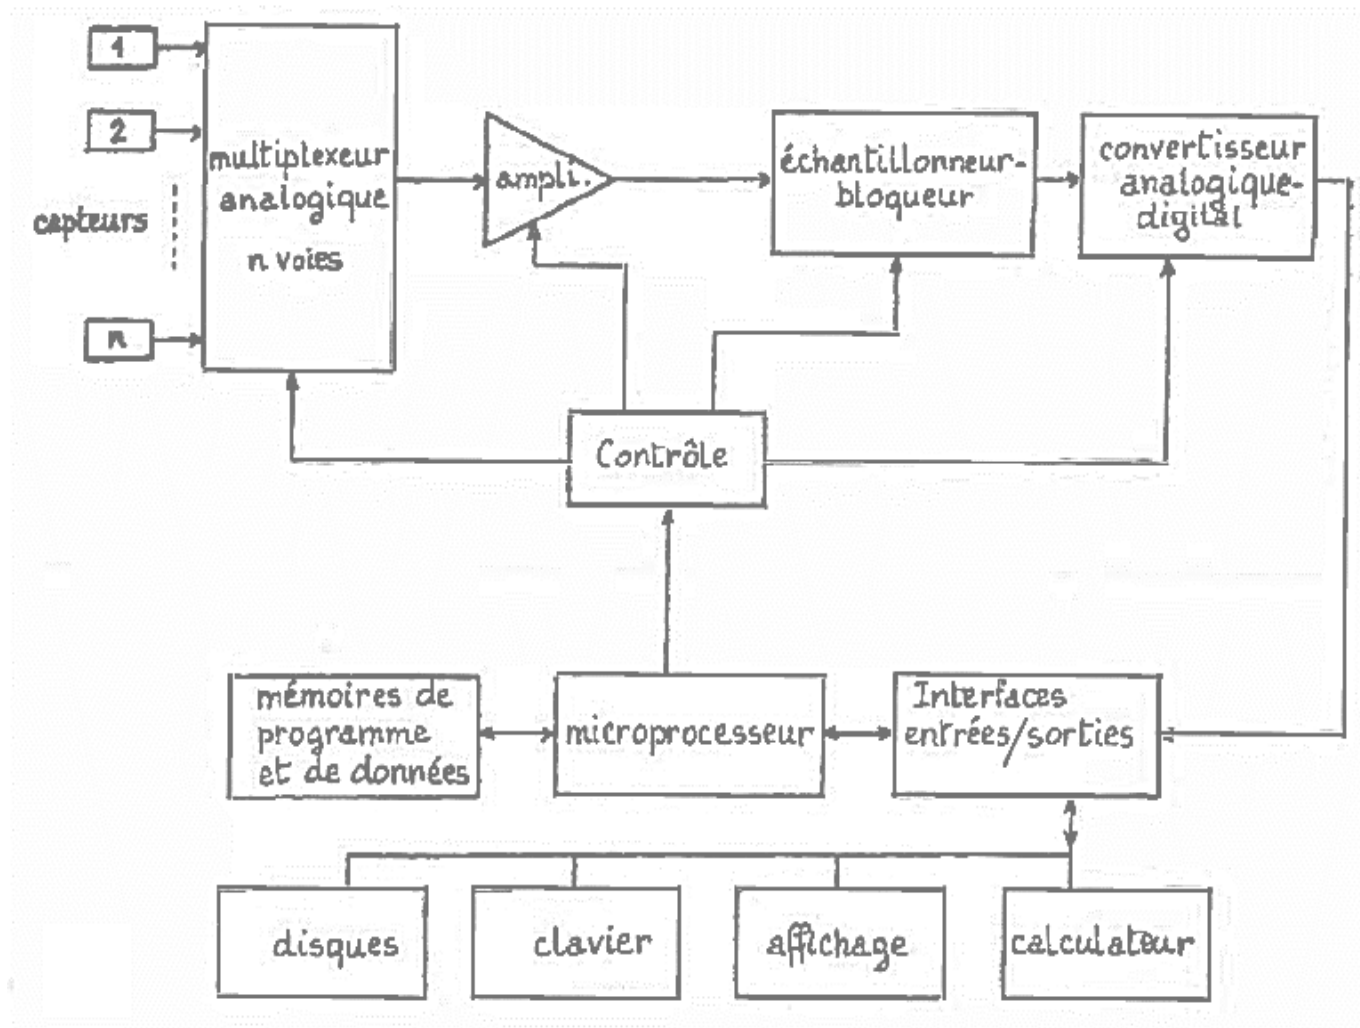 1
2
capteurs
n
multiplexeur
analogique
n voies
ampli.
échantillonneur-
bloqueur
convertisseur
analogique-
digital
Contrôle
mémoires de
programme
et de données
microprocesseur
Interfaces
entrées/sorties
disques
clavier
affichage
calculateur